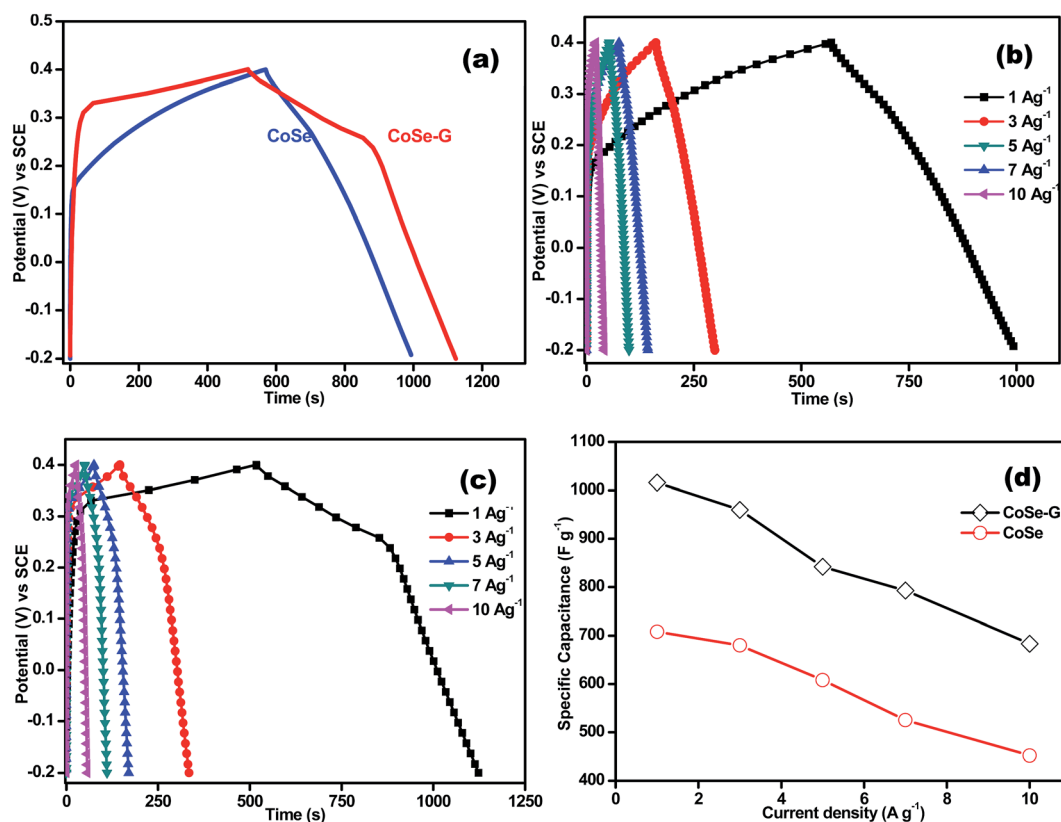 (a)
0.5
0.4
0.3
0.2
0.1
0.0
-0.1
-0.2
Potential (V) vs SCE
CoSe
CoSe-G
0 200 400 600 800 1000 1200
Time (s)
(b)
0.4
0.3
0.2
0.1
0.0
-0.1
-0.2
Potential (V) vs SCE
1 Ag⁻¹
3 Ag⁻¹
5 Ag⁻¹
7 Ag⁻¹
10 Ag⁻¹
0 250 500 750 1000
Time (s)
(c)
0.4
0.3
0.2
0.1
0.0
-0.1
-0.2
Potential (V) vs SCE
1 Ag⁻¹
3 Ag⁻¹
5 Ag⁻¹
7 Ag⁻¹
10 Ag⁻¹
0 250 500 750 1000 1250
Time (s)
(d)
1100
1000
900
800
700
600
500
400
Specific Capacitance (F g⁻¹)
CoSe-G
CoSe
0 2 4 6 8 10
Current density (A g⁻¹)